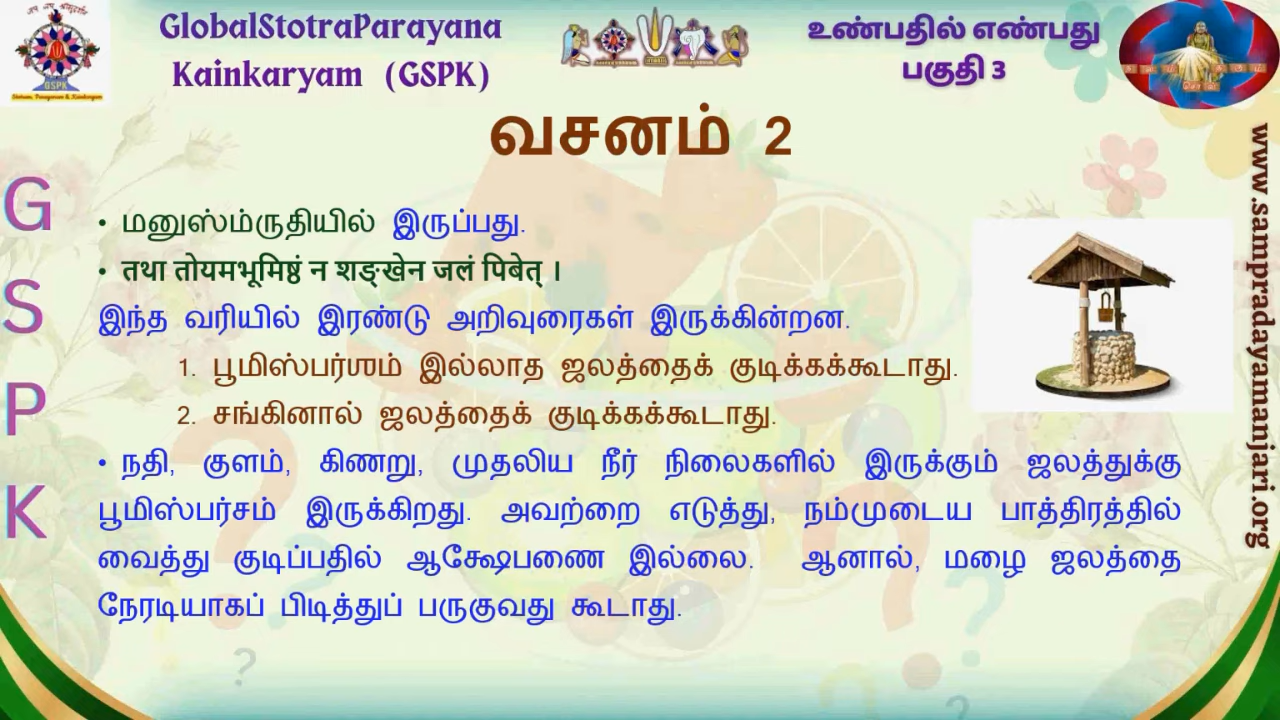 GlobalStotraParayana
Kainkaryam (GSPK)
உண்பதில் எண்பது
பகுதி 3
GSPK
வசனம் 2
• மனுஸ்ம்ருதியில் இருப்பது.
• तथा तोयमभूमिष्ठं न शङ्खेन जलं पिबेत् ।
இந்த வரியில் இரண்டு அறிவுரைகள் இருக்கின்றன.
1. பூமிஸ்பர்ஶம் இல்லாத ஜலத்தைக் குடிக்கக்கூடாது.
2. சங்கினால் ஜலத்தைக் குடிக்கக்கூடாது.
• நதி, குளம், கிணறு, முதலிய நீர் நிலைகளில் இருக்கும் ஜலத்துக்கு
பூமிஸ்பர்சம் இருக்கிறது. அவற்றை எடுத்து, நம்முடைய பாத்திரத்தில்
வைத்து குடிப்பதில் ஆக்ஷேபணை இல்லை. ஆனால், மழை ஜலத்தை
நேரடியாகப் பிடித்துப் பருகுவது கூடாது.
G
S
P
K
www.sampradayamanjari.org